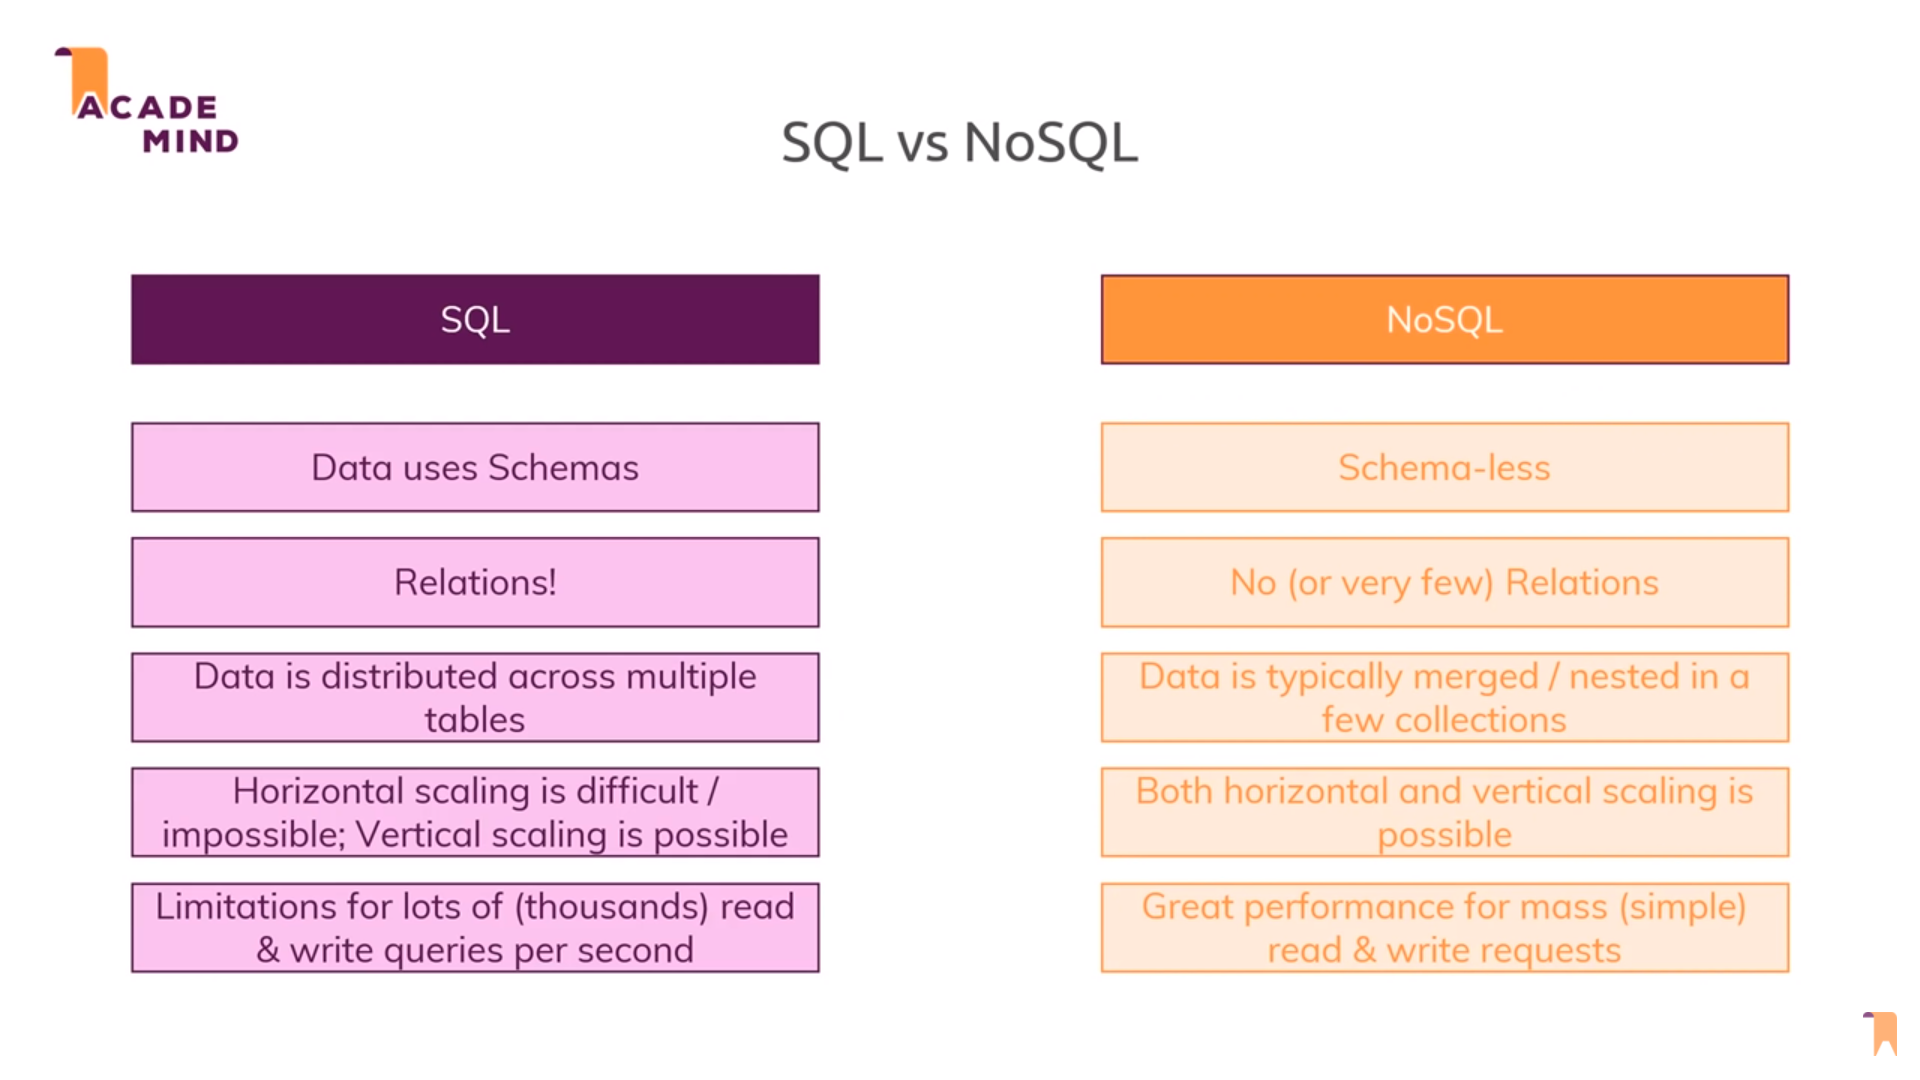 ACADE
MIND
SQL vs NoSQL
SQL
Data uses Schemas
Relations!
Data is distributed across multiple
tables
Horizontal scaling is difficult /
impossible; Vertical scaling is possible
Limitations for lots of (thousands) read
& write queries per second
NoSQL
Schema-less
No (or very few) Relations
Data is typically merged / nested in a
few collections
Both horizontal and vertical scaling is
possible
Great performance for mass (simple)
read & write requests